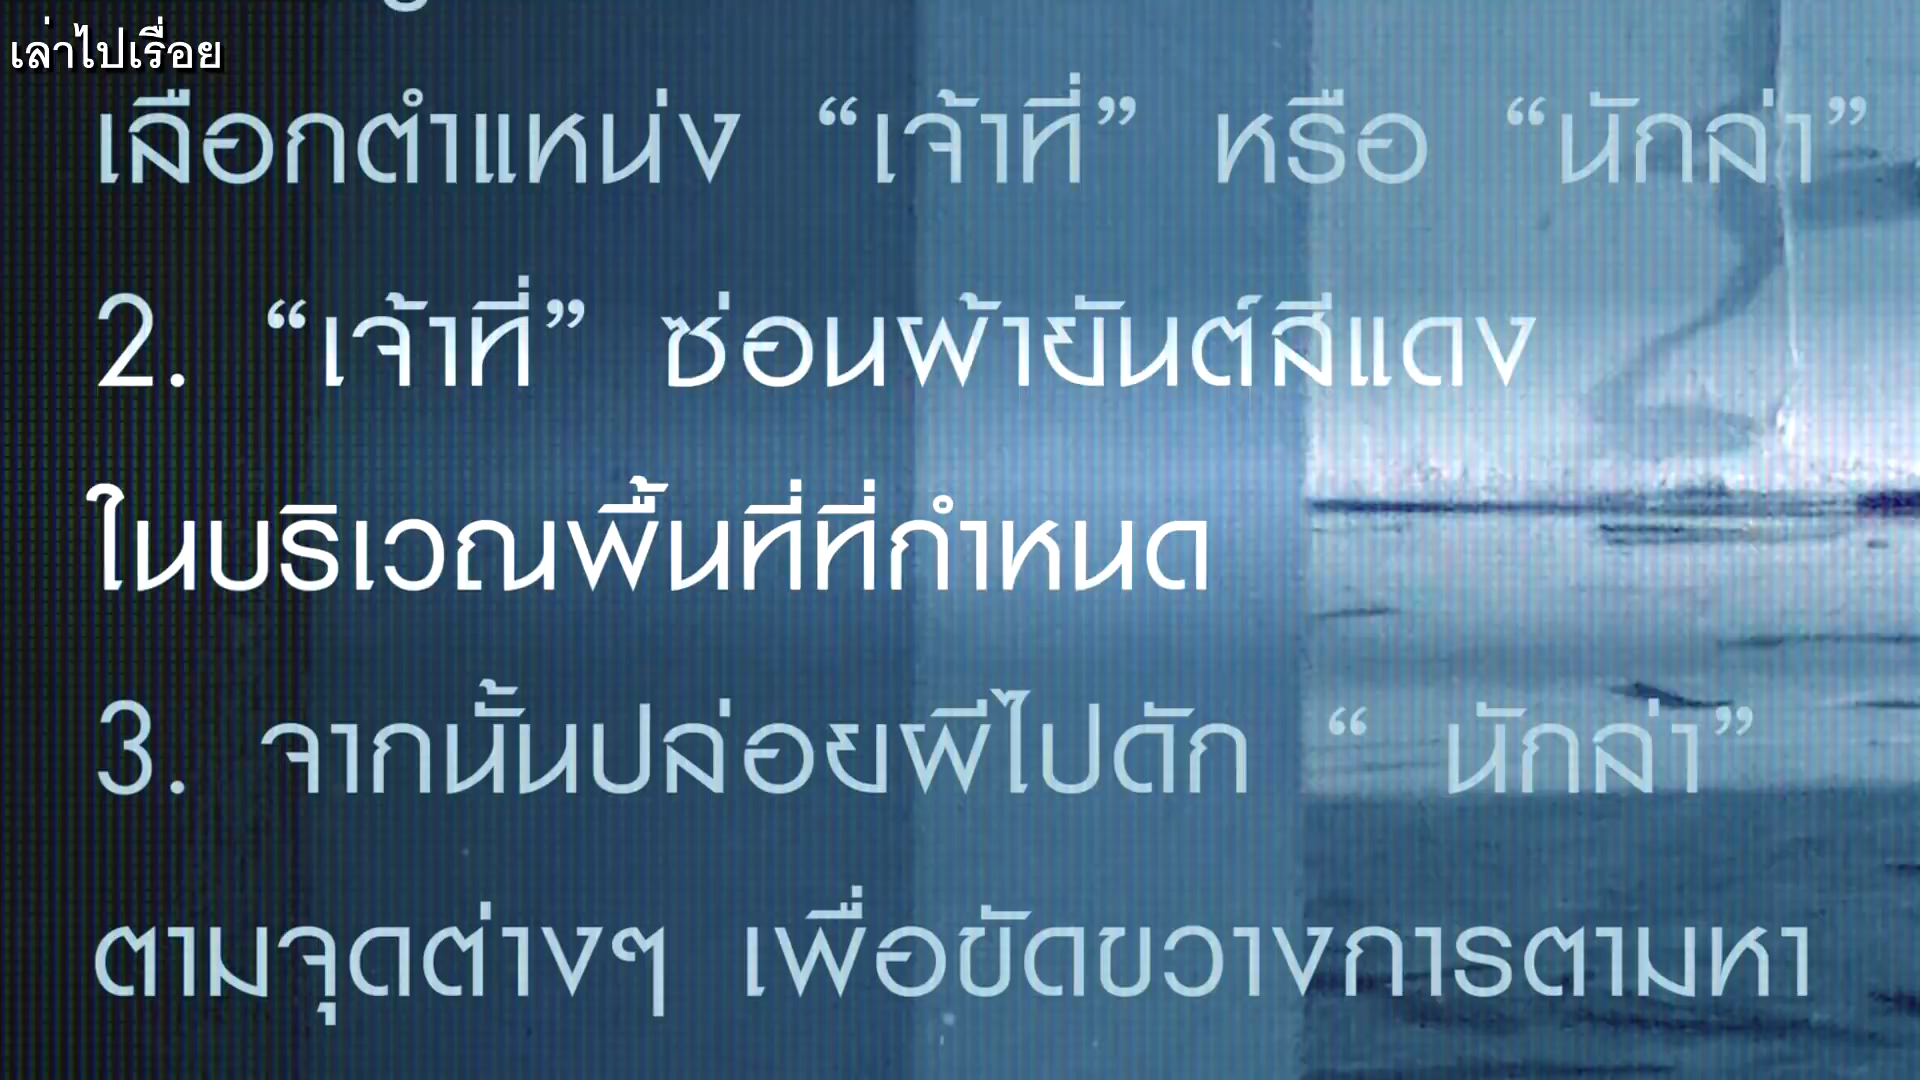 เล่าไปเรื่อย
เลือกตำแหน่ง “เจ้าที่” หรือ “นักล่า”
2. “เจ้าที่” ซ่อนผ้ายันต์สีแดง
ในบริเวณพื้นที่ที่กำหนด
3. จากนั้นปล่อยผีไปดัก “ นักล่า”
ตามจุดต่างๆ เพื่อขัดขวางการตามหา